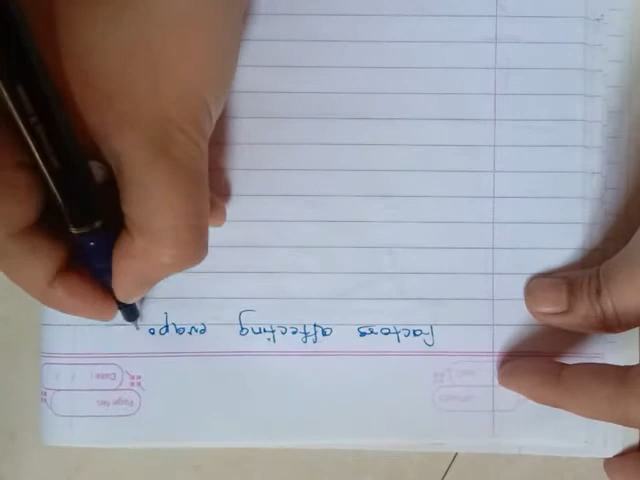 Page No.
Date: / /
Factors affecting evapo